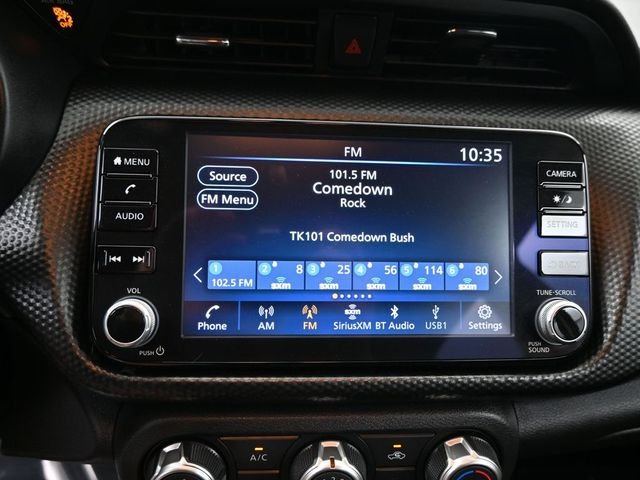 OFF
MENU
AUDIO
VOL
PUSH
FM
10:35
Source
FM Menu
101.5 FM
Comedown
Rock
TK101 Comedown Bush
1 2 8 3 25 4 56 5 114 6 80
102.5 FM sxm sxm sxm sxm sxm
Phone AM FM SiriusXM BT Audio USB1 Settings
CAMERA
SETTING
BACK
TUNE-SCROLL
PUSH
SOUND
A/C